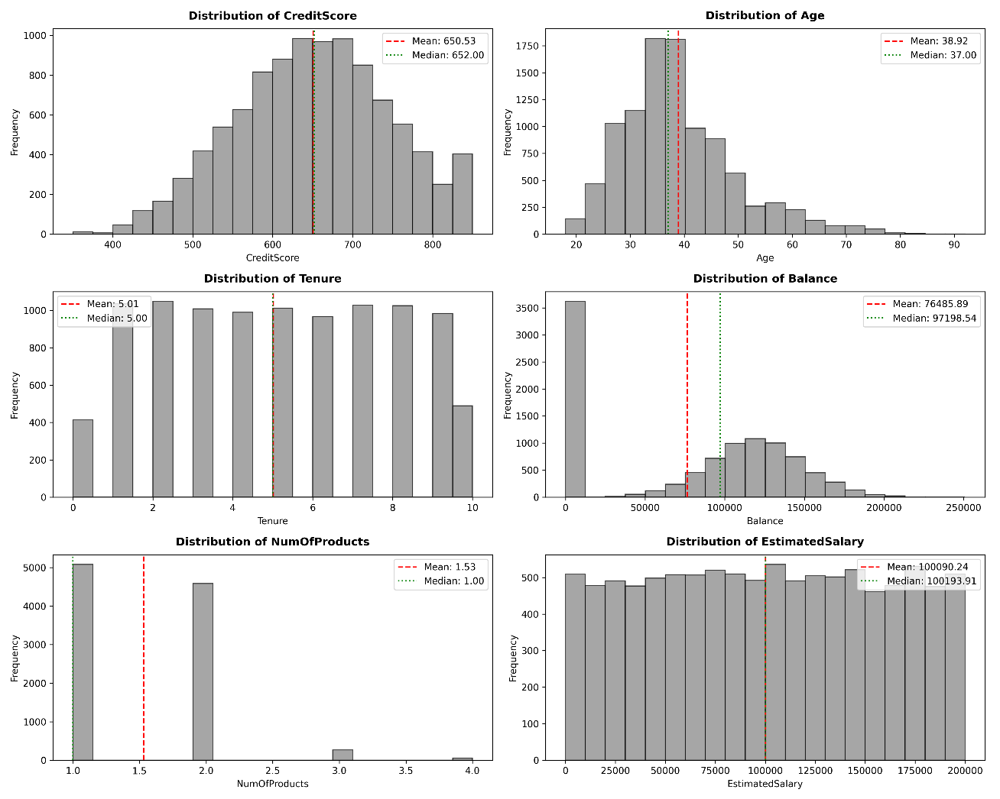 Distribution of CreditScore
1000
800
600
400
200
0
Frequency
400 500 600 700 800
CreditScore
Mean: 650.53
Median: 652.00
Distribution of Age
1750
1500
1250
1000
750
500
250
0
Frequency
20 30 40 50 60 70 80 90
Age
Mean: 38.92
Median: 37.00
Distribution of Tenure
1000
800
600
400
200
0
Frequency
0 2 4 6 8 10
Tenure
Mean: 5.01
Median: 5.00
Distribution of Balance
3500
3000
2500
2000
1500
1000
500
0
Frequency
0 50000 100000 150000 200000 250000
Balance
Mean: 76485.89
Median: 97198.54
Distribution of NumOfProducts
5000
4000
3000
2000
1000
0
Frequency
1.0 1.5 2.0 2.5 3.0 3.5 4.0
NumOfProducts
Mean: 1.53
Median: 1.00
Distribution of EstimatedSalary
500
400
300
200
100
0
Frequency
0 25000 50000 75000 100000 125000 150000 175000 200000
EstimatedSalary
Mean: 100090.24
Median: 100193.91